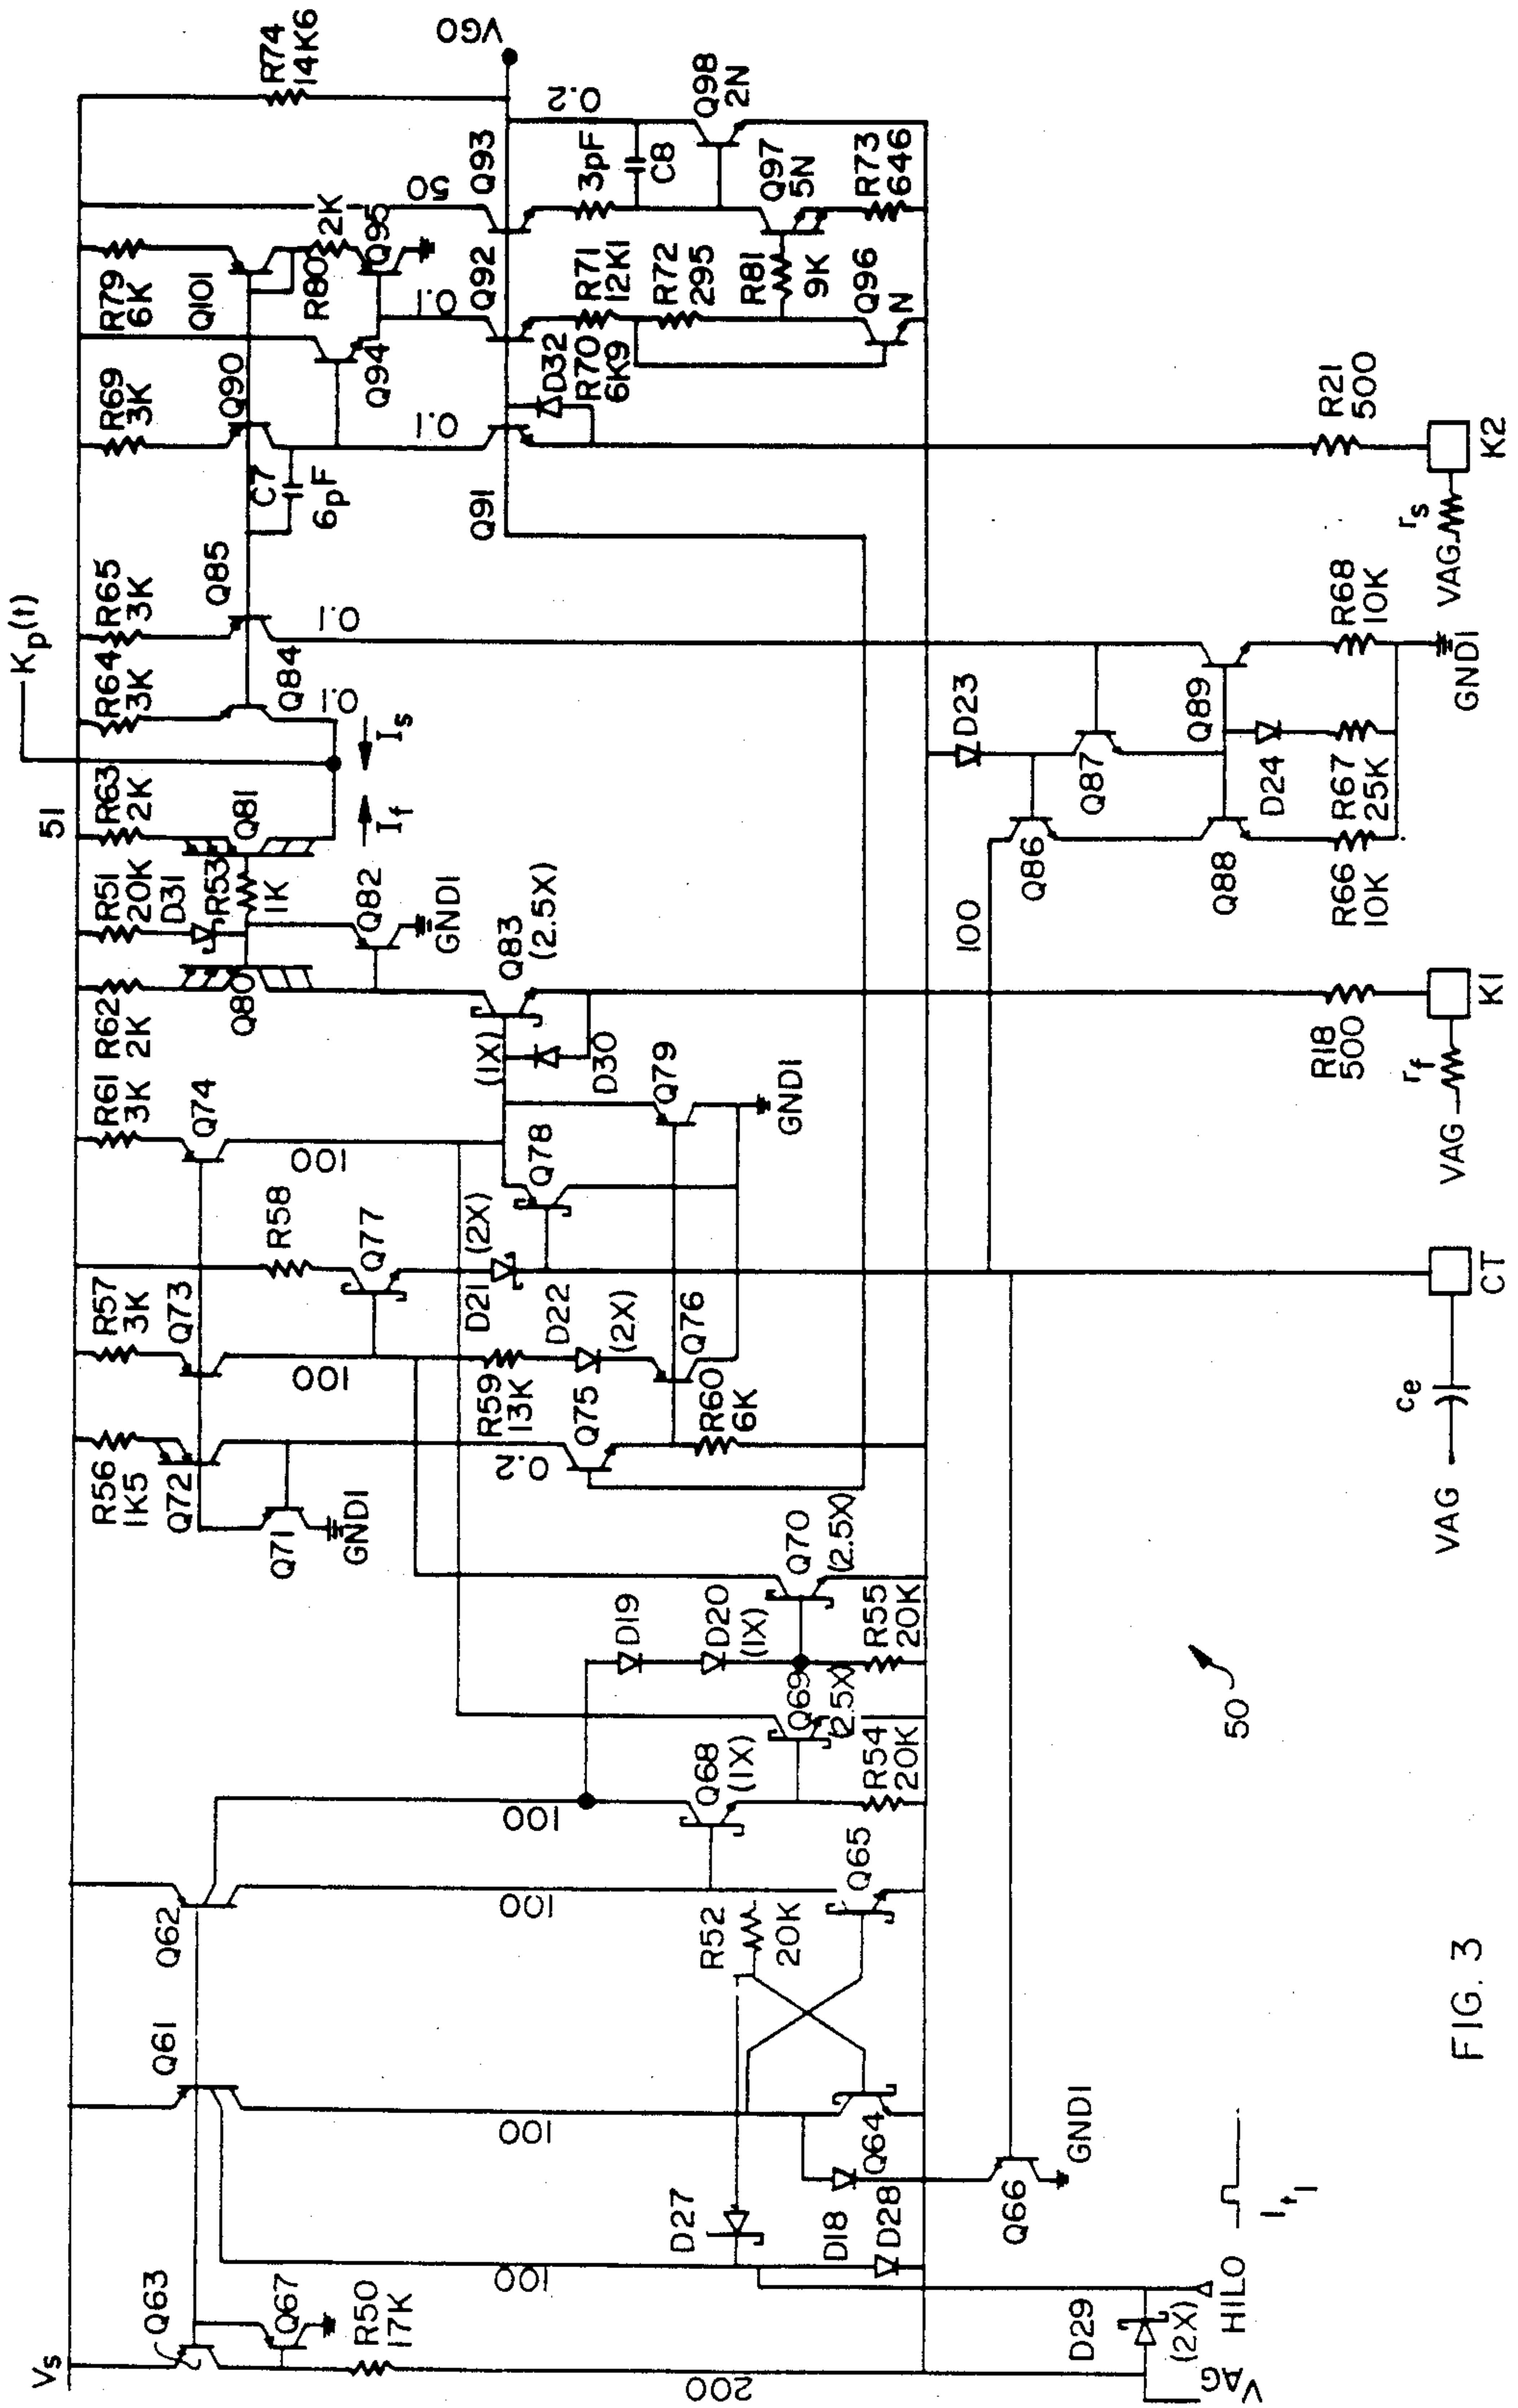 Kp(t)
51
Vs
Q63
Q67
R50
17K
200
Q61
Q62
100
100
100
100
D27
D18
D28
Q64
R52
20K
Q65
Q68
(1X)
R54
20K
Q69
(2.5X)
D19
D20
(1X)
R55
20K
Q70
(2.5X)
Q66
GND1
D29
(2X)
HILO
VAG
t1
R56
1K5
Q72
Q71
GND1
R57
3K
Q73
100
0.2
R59
13K
Q75
R58
Q77
D21
(2X)
D22
(2X)
Q76
R60
6K
R61
3K
Q74
100
Q78
Q79
GND1
(1X)
D30
R62
2K
Q80
R51
20K
D31
R53
1K
Q82
GND1
Q83
(2.5X)
R63
2K
Q81
If
Is
R64
3K
Q84
0.1
R65
3K
Q85
0.1
C7
6pF
R69
3K
Q90
0.1
Q91
R79
6K
Q101
R80
2K
Q94
Q95
0.1
50
Q92
Q93
R74
14K6
VGO
D32
R70
6K9
R71
12K1
R72
295
3pF
C8
0.2
Q98
2N
Q97
5N
R81
9K
Q96
N
R73
646
100
D23
Q86
Q87
Q88
Q89
D24
R66
10K
R67
25K
R68
10K
GND1
R21
500
K2
rs
VAG
R18
500
K1
rf
VAG
CT
ce
VAG
50
FIG. 3